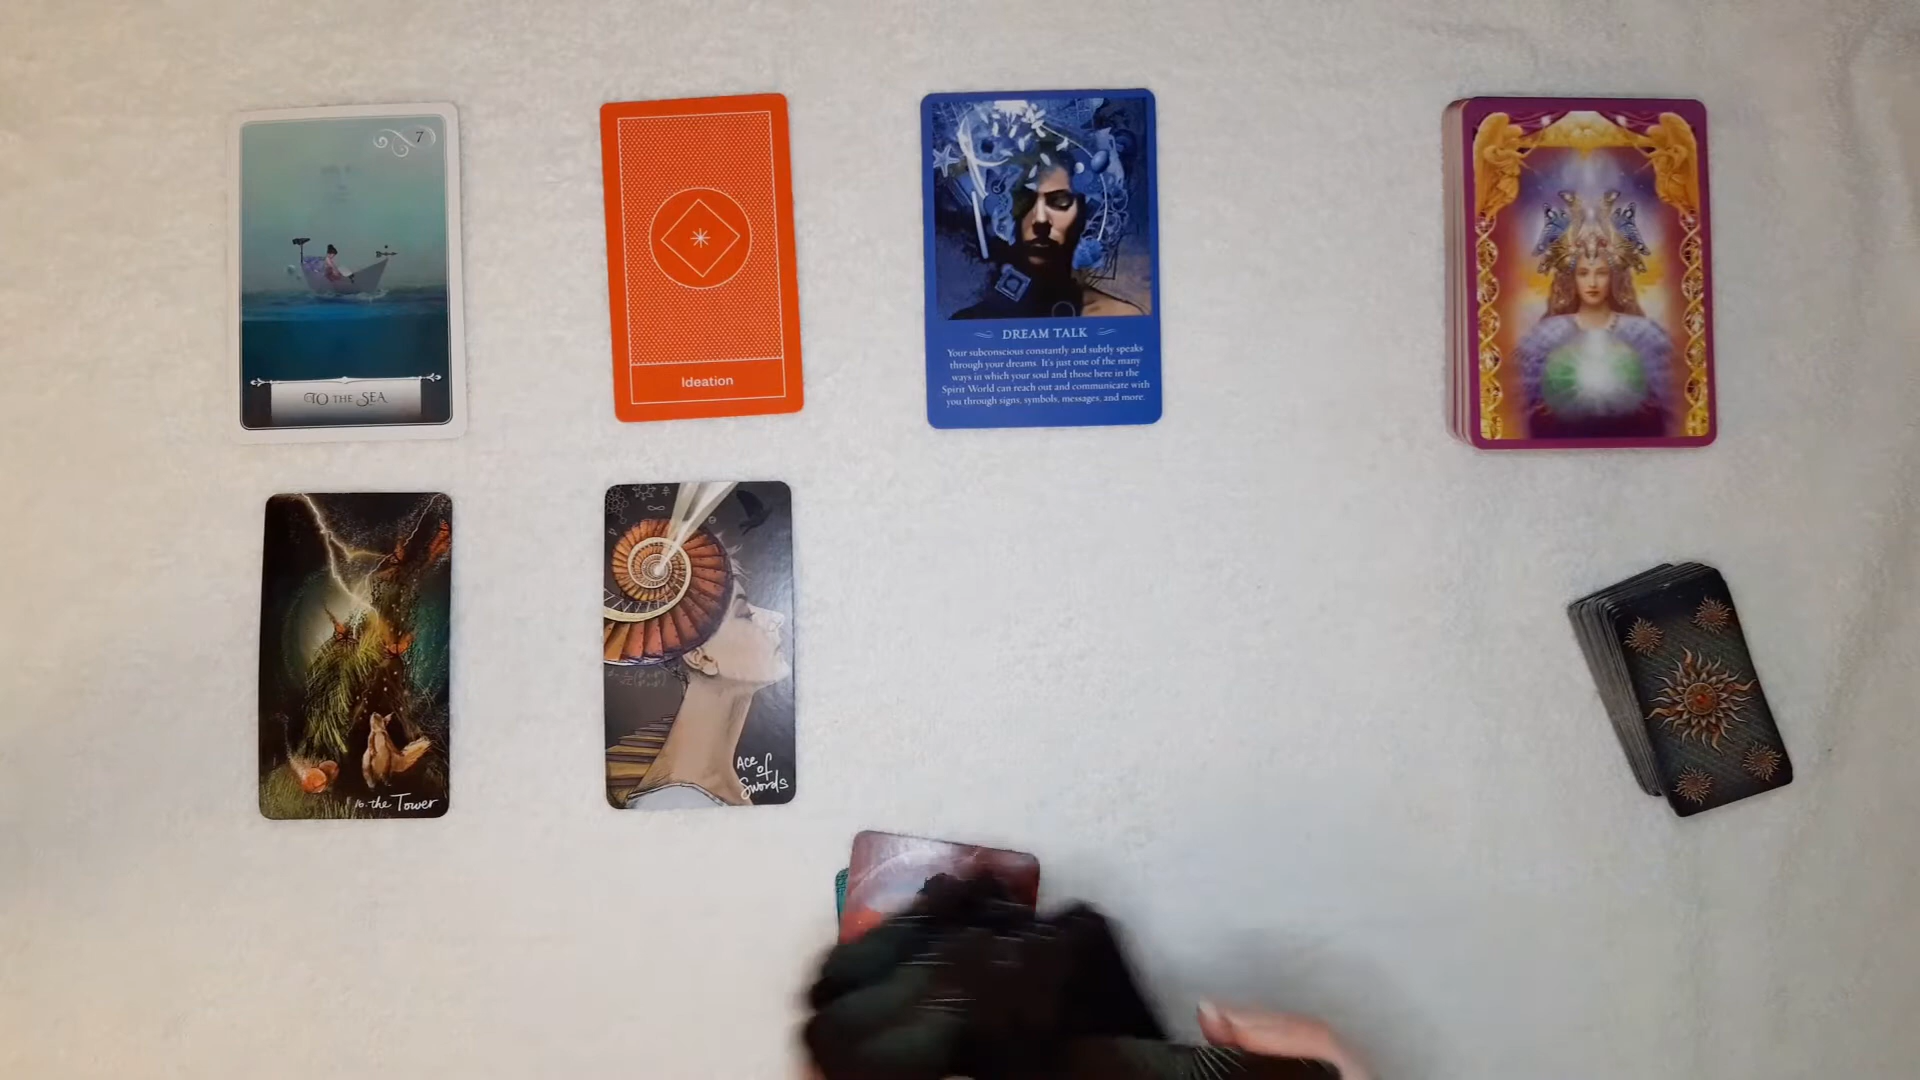 7
TO THE SEA
Ideation
DREAM TALK
Your subconscious constantly and subtly speaks
through your dreams. It's just one of the many
ways in which your soul and those here in the
Spirit World can reach out and communicate with
you through signs, symbols, messages, and more.
16. the Tower
Ace
of
Swords